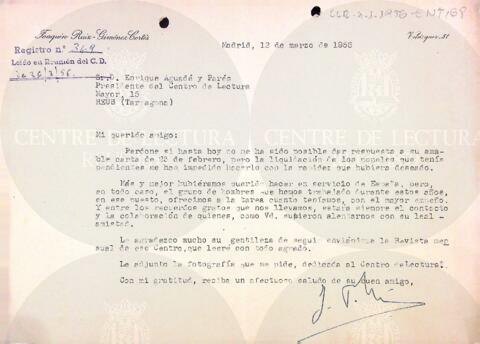 Joaquín Ruiz-Giménez Cortés
Velázquez, 51
Registro nº 369
Leído en Reunión del C.D.
Madrid, 12 de marzo de 1956
Sr. D. Enrique Aguadé y Parés
Presidente del Centro de Lectura
Mayor, 15
REUS (Tarragona)
Mi querido amigo:
Perdone si hasta hoy no me ha sido posible dar respuesta a su ama-
ble carta de 23 de febrero, pero la liquidación de los papeles que tenía
pendientes me han impedido hacerlo con la rapidez que hubiera deseado.
Más y mejor hubiéramos querido hacer en servicio de España, pero,
en todo caso, el grupo de hombres que hemos trabajado durante estos años,
en ese puesto, ofrecimos a la tarea cuanto teníamos, con el mayor empeño.
Y entre los recuerdos gratos que nos llevamos, estará siempre el contacto
y la colaboración de quienes, como Vd. supieron alentarnos con su leal
amistad.
Le agradezco mucho su gentileza de seguir enviándome la Revista men-
sual de ese Centro, que leeré con todo agrado.
Le adjunto la fotografía que me pide, dedicada al Centro de Lectura.
Con mi gratitud, reciba un afectuoso saludo de su buen amigo,
CENTRE DE LECTURA